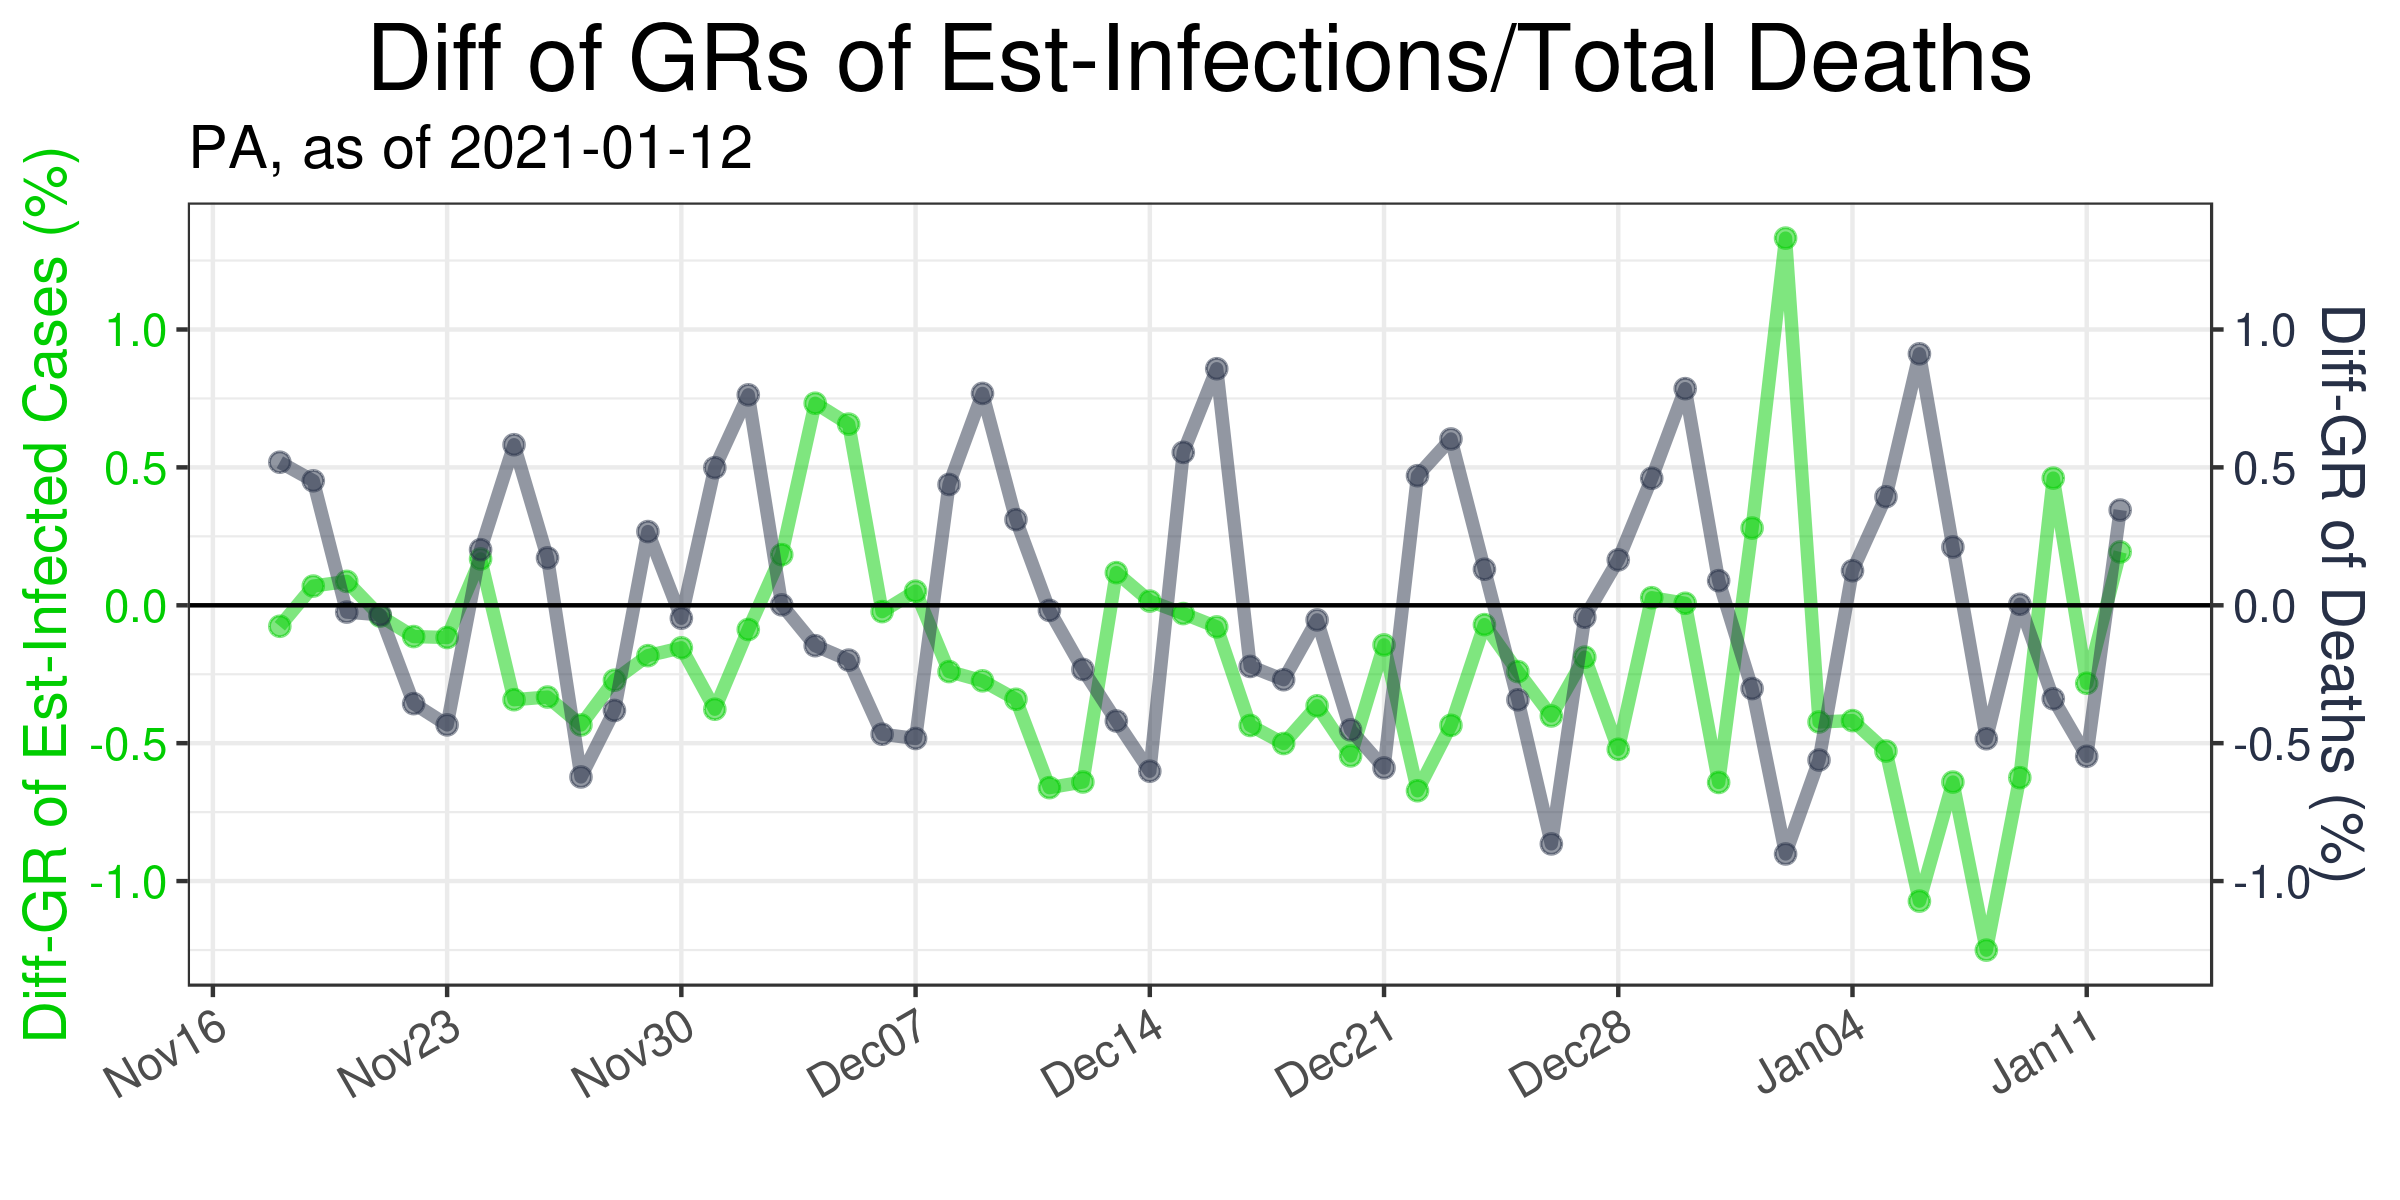 Diff of GRs of Est-Infections/Total Deaths
PA, as of 2021-01-12
Diff-GR of Est-Infected Cases (%)
1.0
0.5
0.0
-0.5
-1.0
1.0
0.5
0.0
-0.5
-1.0
Diff-GR of Deaths (%)
Nov16
Nov23
Nov30
Dec07
Dec14
Dec21
Dec28
Jan04
Jan11